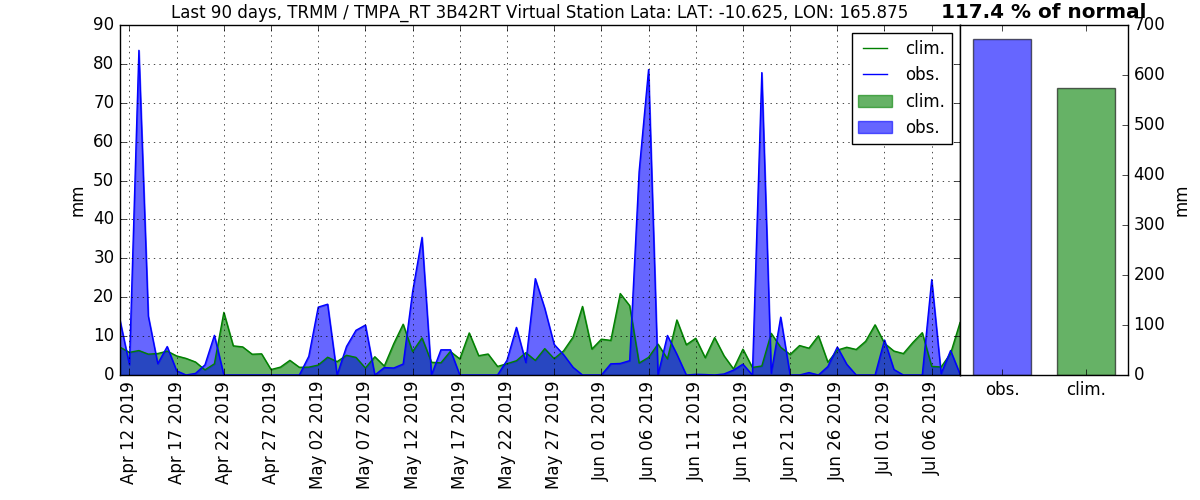 Last 90 days, TRMM / TMPA_RT 3B42RT Virtual Station Lata: LAT: -10.625, LON: 165.875
117.4 % of normal
90
80
70
60
50
40
30
20
10
0
mm
clim.
obs.
clim.
obs.
Apr 12 2019
Apr 17 2019
Apr 22 2019
Apr 27 2019
May 02 2019
May 07 2019
May 12 2019
May 17 2019
May 22 2019
May 27 2019
Jun 01 2019
Jun 06 2019
Jun 11 2019
Jun 16 2019
Jun 21 2019
Jun 26 2019
Jul 01 2019
Jul 06 2019
700
600
500
400
300
200
100
0
mm
obs.
clim.